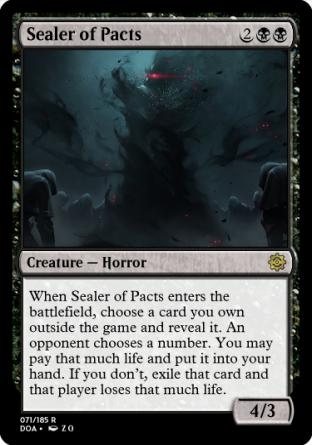 Sealer of Pacts 2
Creature — Horror
When Sealer of Pacts enters the
battlefield, choose a card you own
outside the game and reveal it. An
opponent chooses a number. You may
pay that much life and put it into your
hand. If you don't, exile that card and
that player loses that much life.
4/3
071/185 R
DOA • ZO